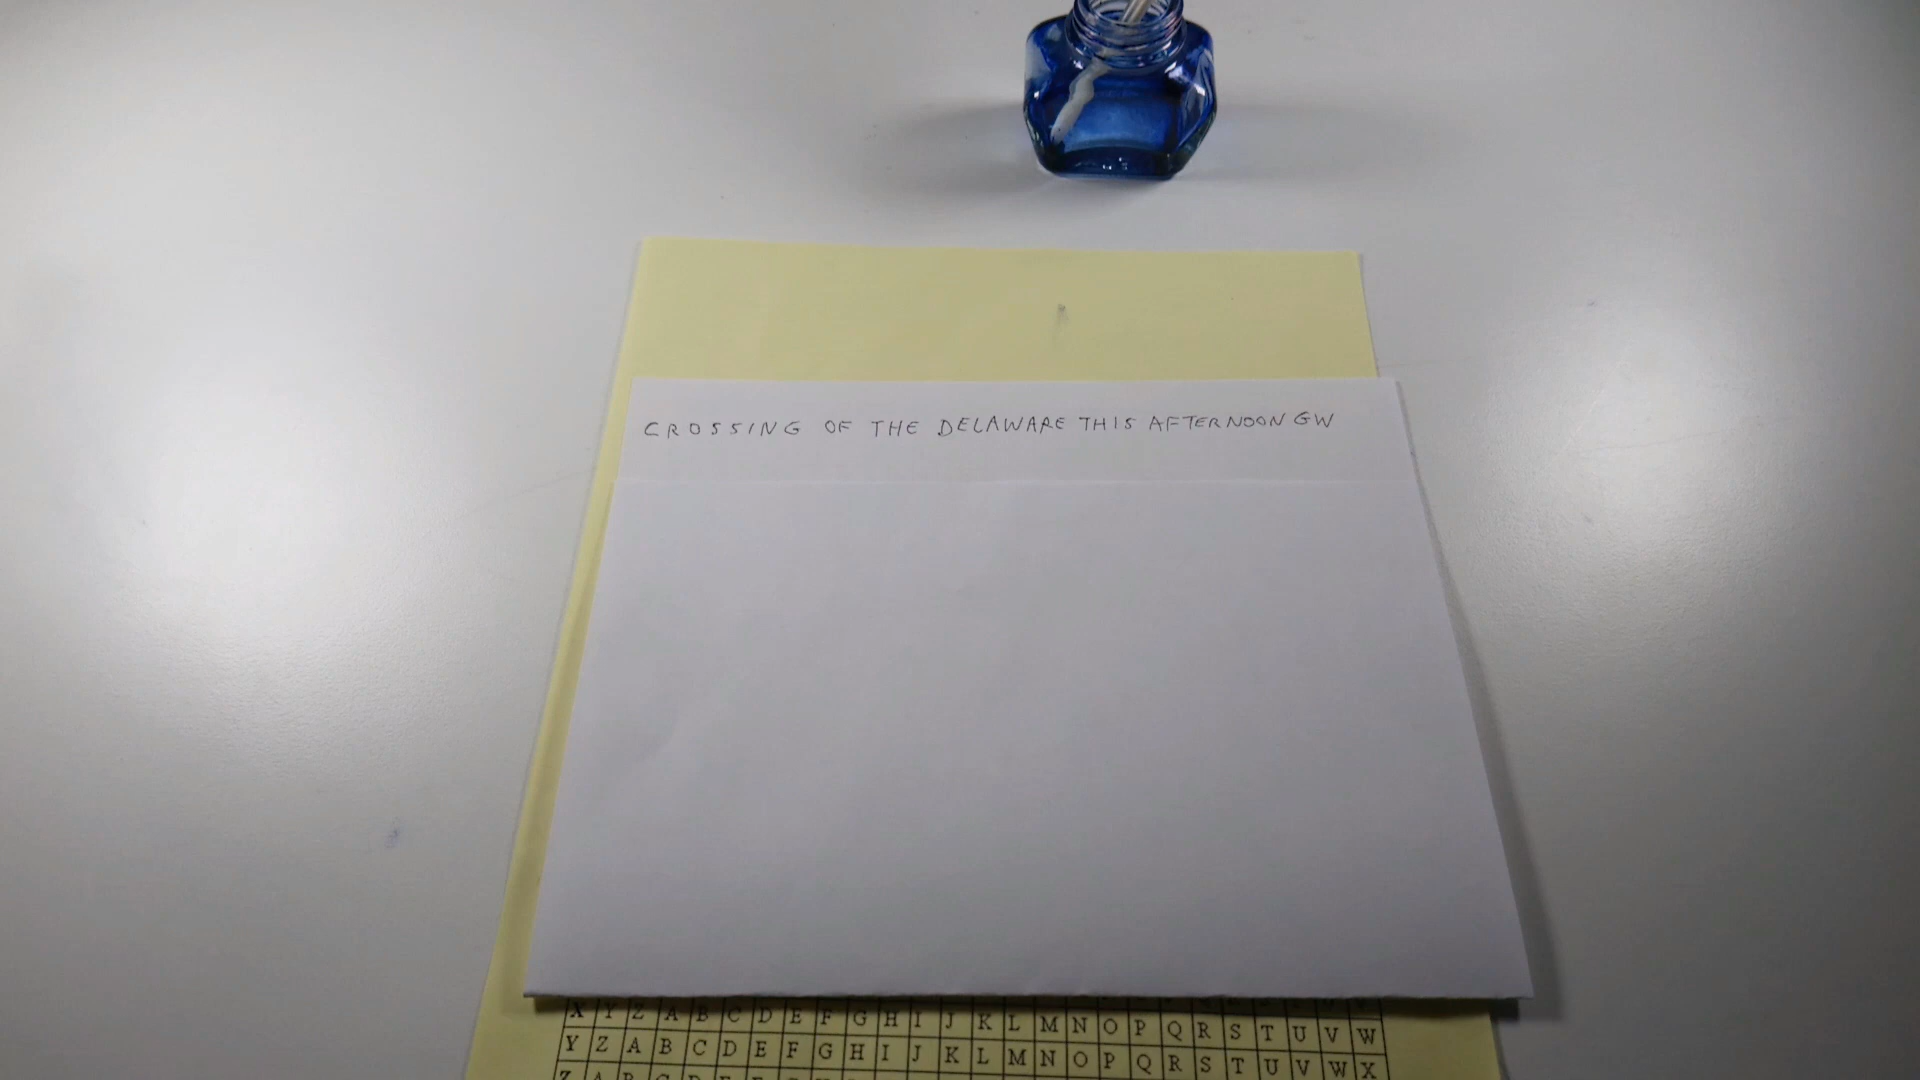 CROSSING OF THE DELAWARE THIS AFTERNOON GW
X Y Z A B C D E F G H I J K L M N O P Q R S T U V W
Y Z A B C D E F G H I J K L M N O P Q R S T U V W X